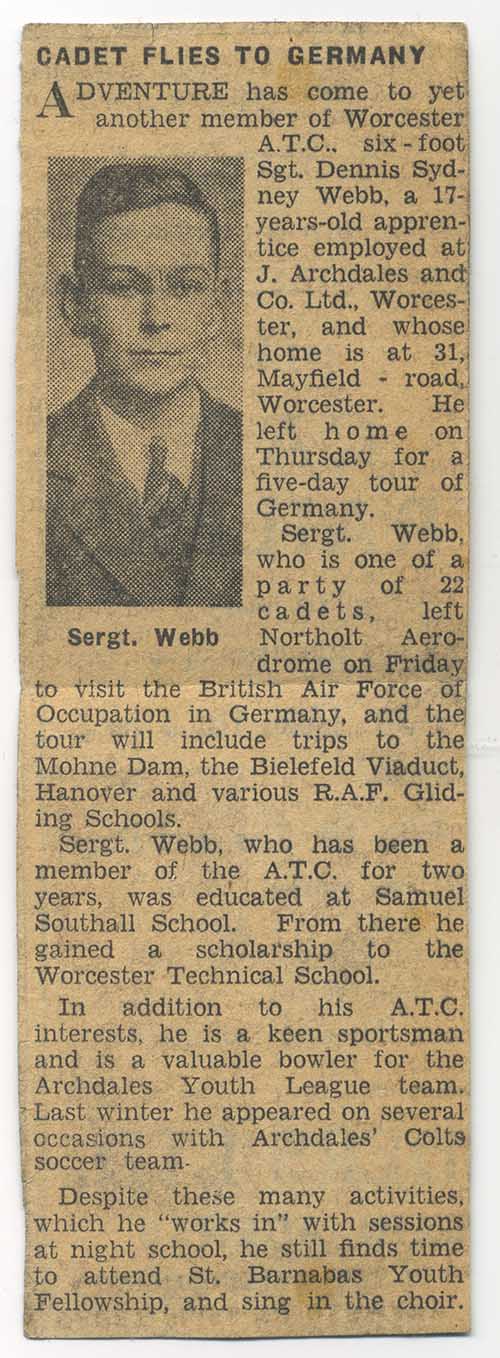 CADET FLIES TO GERMANY
ADVENTURE has come to yet
another member of Worcester
A.T.C., six-foot
Sgt. Dennis Syd-
ney Webb, a 17-
years-old appren-
tice employed at
J. Archdales and
Co. Ltd., Worces-
ter, and whose
home is at 31,
Mayfield - road,
Worcester. He
left home on
Thursday for a
five-day tour of
Germany.
Sergt. Webb,
who is one of a
party of 22
cadets, left
Northolt Aero-
drome on Friday
Sergt. Webb
to visit the British Air Force of
Occupation in Germany, and the
tour will include trips to the
Mohne Dam, the Bielefeld Viaduct,
Hanover and various R.A.F. Glid-
ing Schools.
Sergt. Webb, who has been a
member of the A.T.C. for two
years, was educated at Samuel
Southall School. From there he
gained a scholarship to the
Worcester Technical School.
In addition to his A.T.C.
interests, he is a keen sportsman
and is a valuable bowler for the
Archdales Youth League team.
Last winter he appeared on several
occasions with Archdales' Colts
soccer team.
Despite these many activities,
which he "works in" with sessions
at night school, he still finds time
to attend St. Barnabas Youth
Fellowship, and sing in the choir.